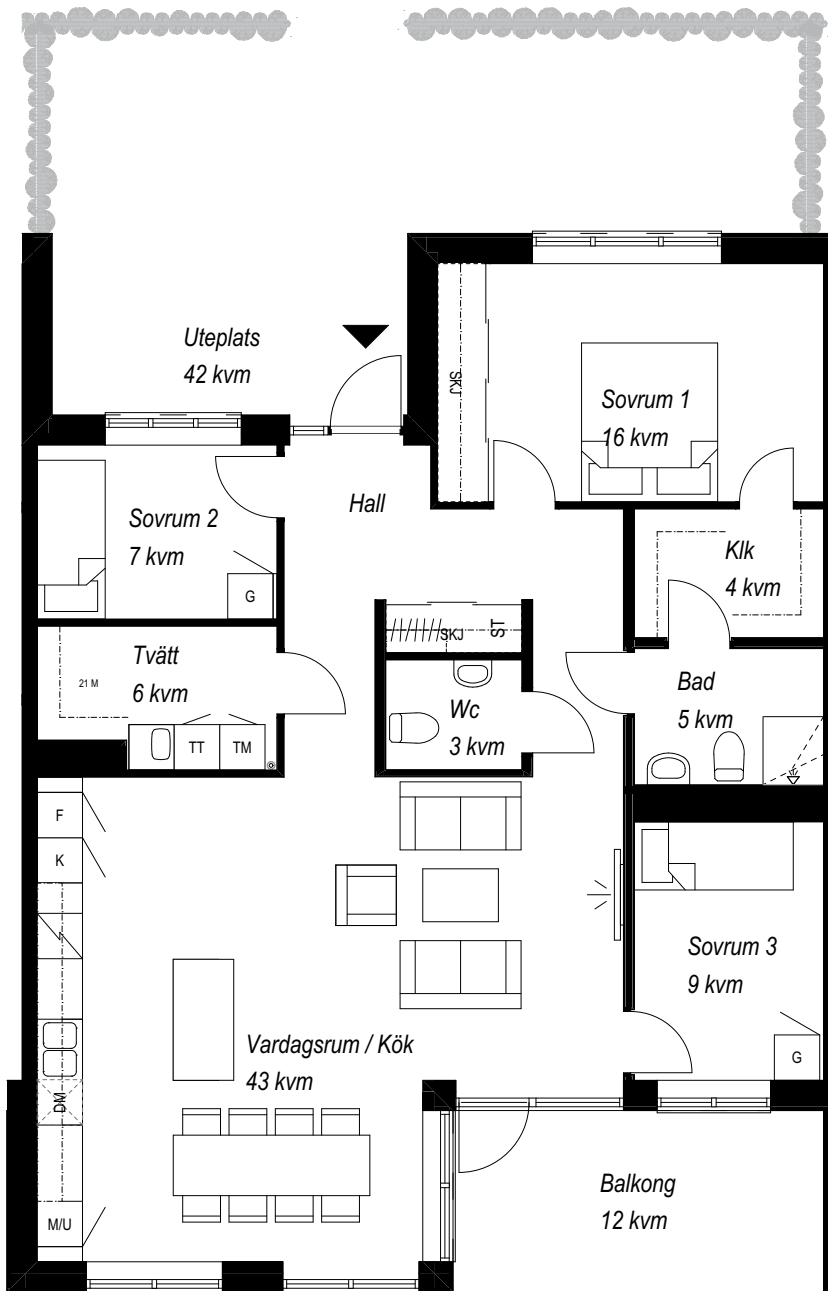 Uteplats
42 kvm
SKJ
Sovrum 1
16 kvm
Hall
Sovrum 2
7 kvm
G
Klk
4 kvm
SKJ
ST
Tvätt
6 kvm
21 M
TT
TM
Wc
3 kvm
Bad
5 kvm
F
K
Sovrum 3
9 kvm
G
Vardagsrum / Kök
43 kvm
DM
M/U
Balkong
12 kvm